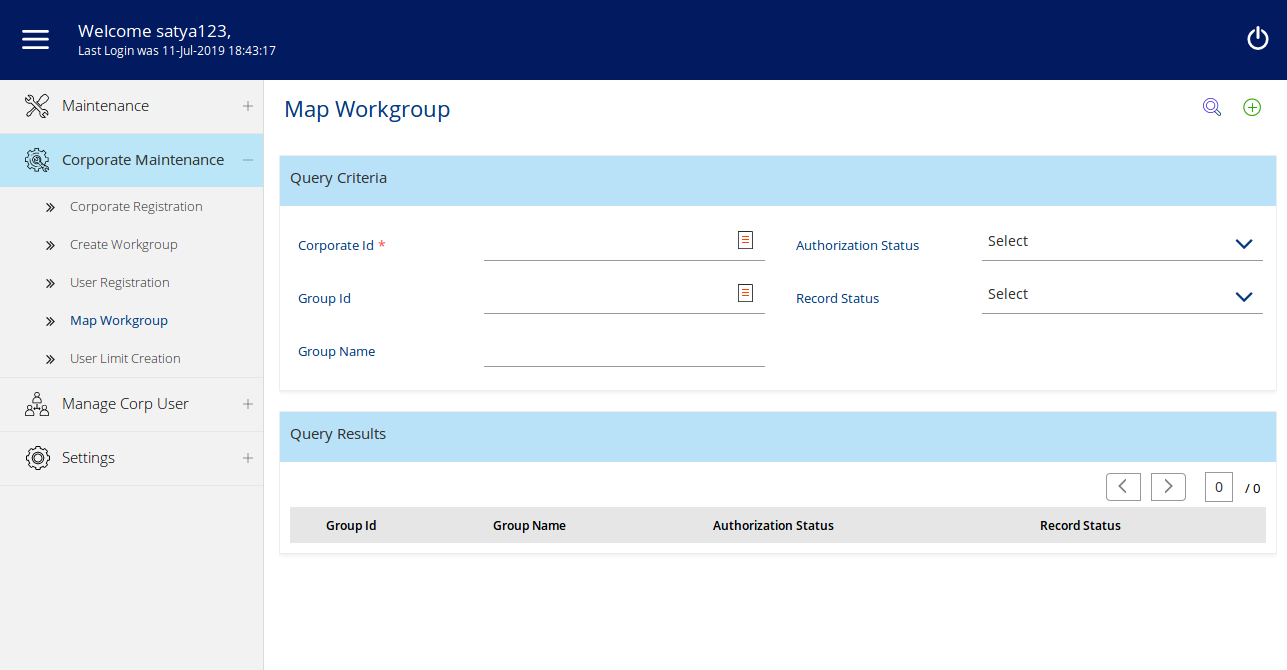 Welcome satya123,
Last Login was 11-Jul-2019 18:43:17
Maintenance
Corporate Maintenance
Corporate Registration
Create Workgroup
User Registration
Map Workgroup
User Limit Creation
Manage Corp User
Settings
Map Workgroup
Query Criteria
Corporate Id *
Authorization Status Select
Group Id
Record Status Select
Group Name
Query Results
0 / 0
Group Id Group Name Authorization Status Record Status